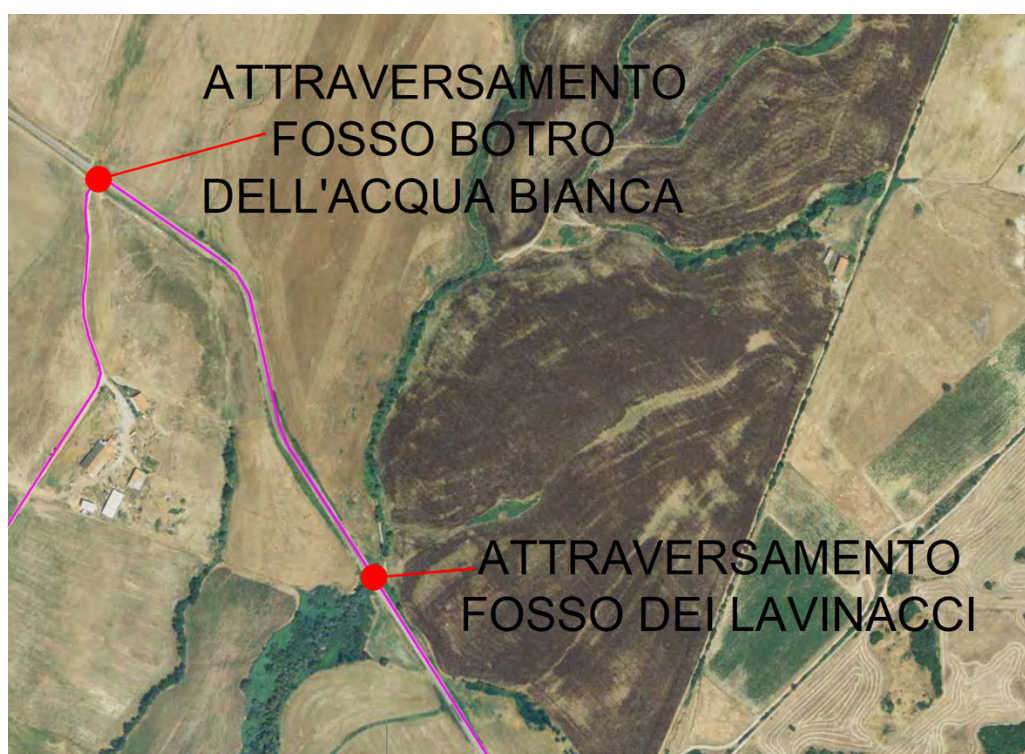 ATTRAVERSAMENTO
FOSSO BOTRO
DELL'ACQUA BIANCA
ATTRAVERSAMENTO
FOSSO DEI LAVINACCI